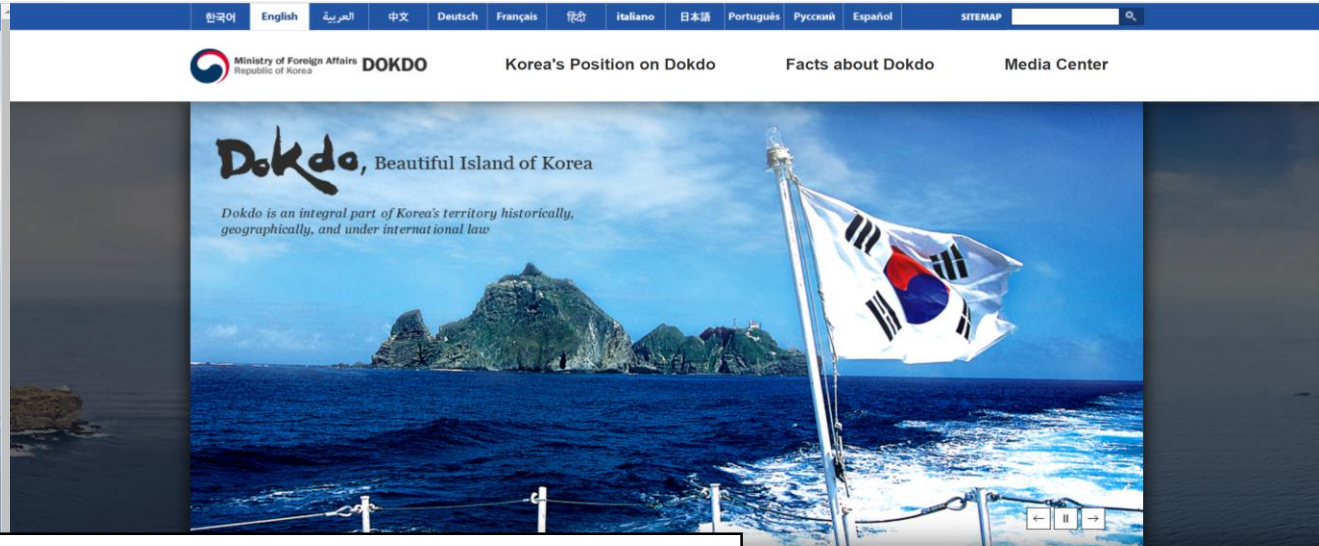 한국어 English العربية 中文 Deutsch Français हिंदी italiano 日本語 Português Русский Español SITEMAP
Ministry of Foreign Affairs
Republic of Korea
DOKDO
Korea's Position on Dokdo Facts about Dokdo Media Center
Dokdo, Beautiful Island of Korea
Dokdo is an integral part of Korea's territory historically,
geographically, and under international law